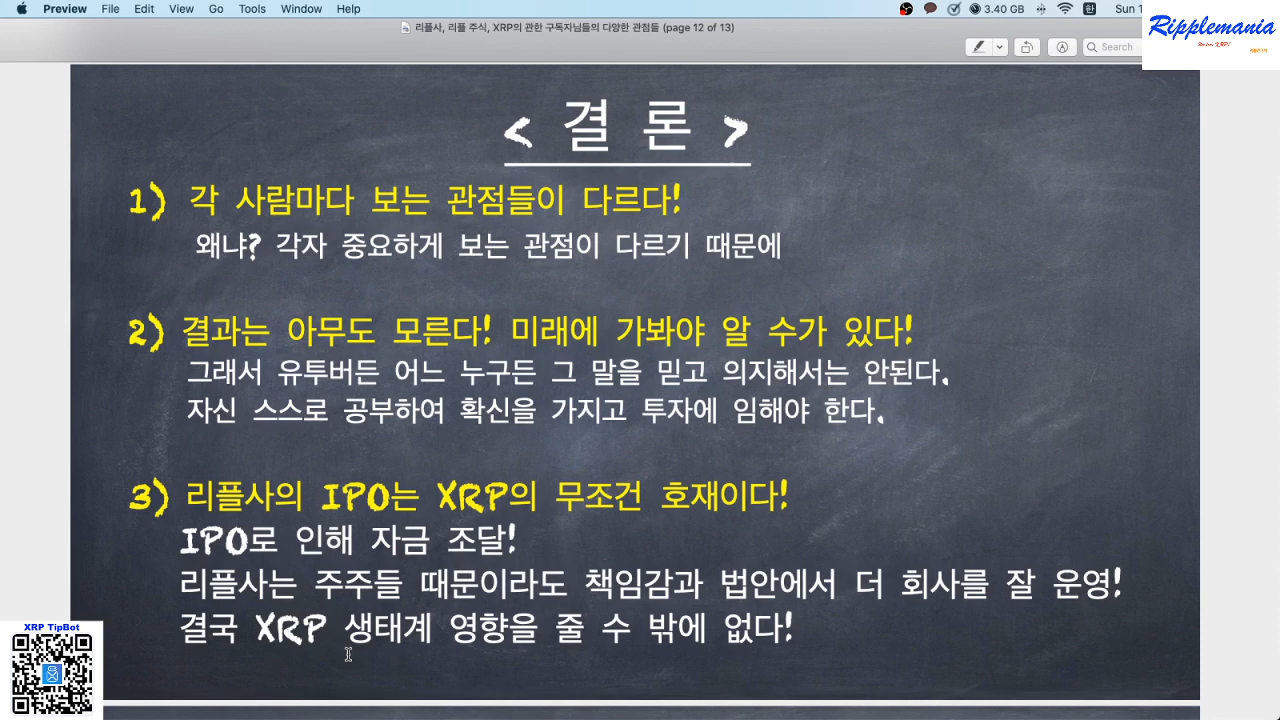 Preview File Edit View Go Tools Window Help 3.40 GB 한 Sun 1
리플사, 리플 주식, XRP의 관한 구독자님들의 다양한 관점들 (page 12 of 13)
Search
Ripplemania
< 결 론 >
1) 각 사람마다 보는 관점들이 다르다!
왜냐? 각자 중요하게 보는 관점이 다르기 때문에
2) 결과는 아무도 모른다! 미래에 가봐야 알 수가 있다!
그래서 유투버든 어느 누구든 그 말을 믿고 의지해서는 안된다.
자신 스스로 공부하여 확신을 가지고 투자에 임해야 한다.
3) 리플사의 IPO는 XRP의 무조건 호재이다!
IPO로 인해 자금 조달!
리플사는 주주들 때문이라도 책임감과 법안에서 더 회사를 잘 운영!
결국 XRP 생태계 영향을 줄 수 밖에 없다!
XRP TipBot